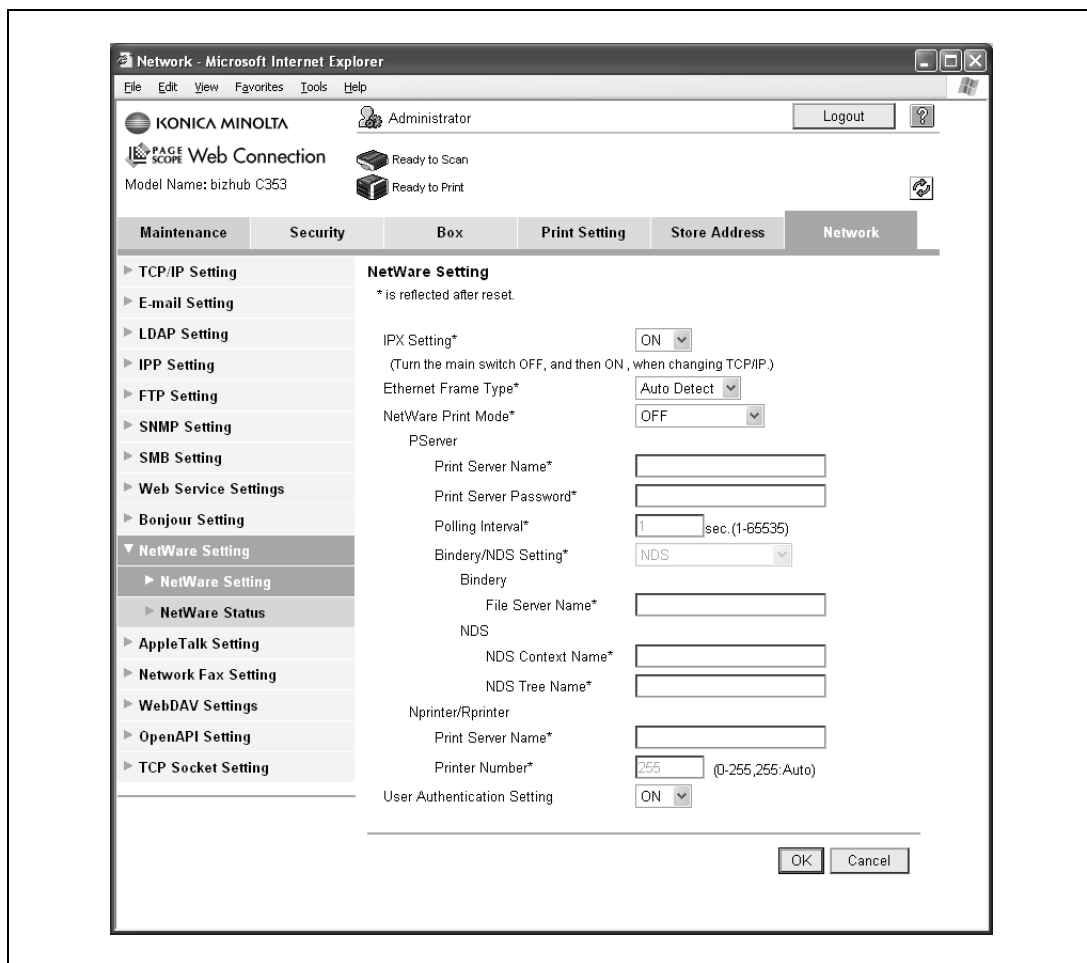 Network - Microsoft Internet Explorer
File Edit View Favorites Tools Help
KONICA MINOLTA
Administrator
Logout
?
PAGE SCOPE Web Connection
Ready to Scan
Model Name: bizhub C353
Ready to Print
Maintenance Security Box Print Setting Store Address Network
TCP/IP Setting
E-mail Setting
LDAP Setting
IPP Setting
FTP Setting
SNMP Setting
SMB Setting
Web Service Settings
Bonjour Setting
NetWare Setting
NetWare Setting
NetWare Status
AppleTalk Setting
Network Fax Setting
WebDAV Settings
OpenAPI Setting
TCP Socket Setting
NetWare Setting
* is reflected after reset.
IPX Setting* ON
(Turn the main switch OFF, and then ON , when changing TCP/IP.)
Ethernet Frame Type* Auto Detect
NetWare Print Mode* OFF
PServer
Print Server Name*
Print Server Password*
Polling Interval* 1 sec.(1-65535)
Bindery/NDS Setting* NDS
Bindery
File Server Name*
NDS
NDS Context Name*
NDS Tree Name*
Nprinter/Rprinter
Print Server Name*
Printer Number* 255 (0-255,255:Auto)
User Authentication Setting ON
OK Cancel